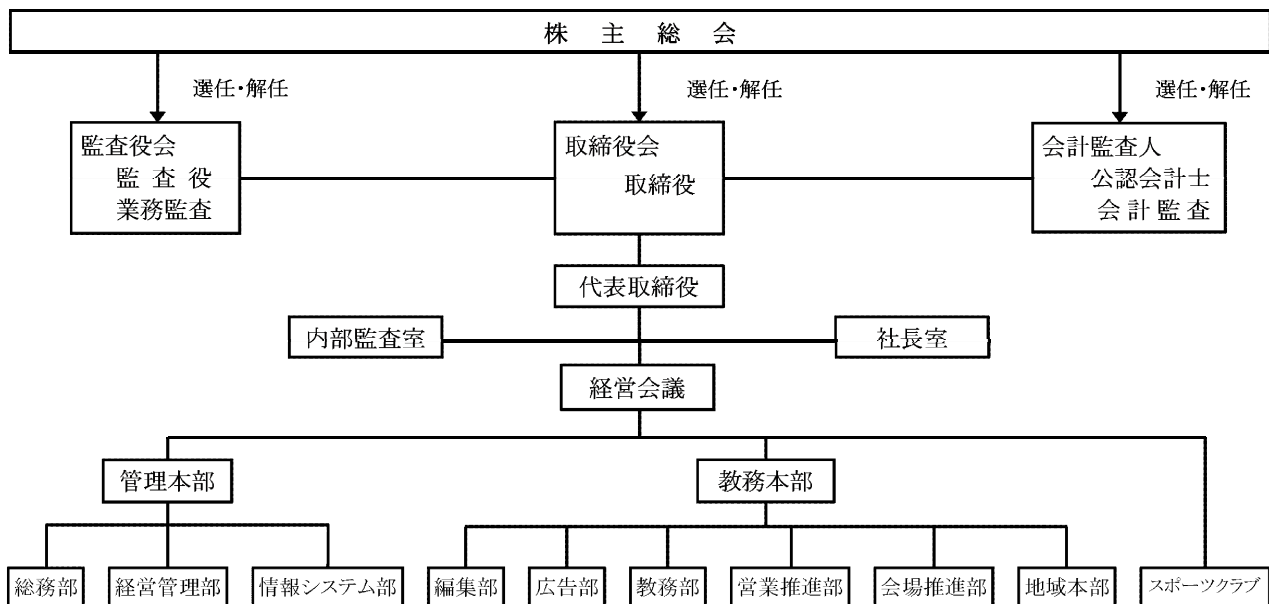 株主総会
選任・解任
選任・解任
選任・解任
監査役会
監査役
業務監査
取締役会
取締役
会計監査人
公認会計士
会計監査
代表取締役
内部監査室
社長室
経営会議
管理本部
教務本部
総務部
経営管理部
情報システム部
編集部
広告部
教務部
営業推進部
会場推進部
地域本部
スポーツクラブ